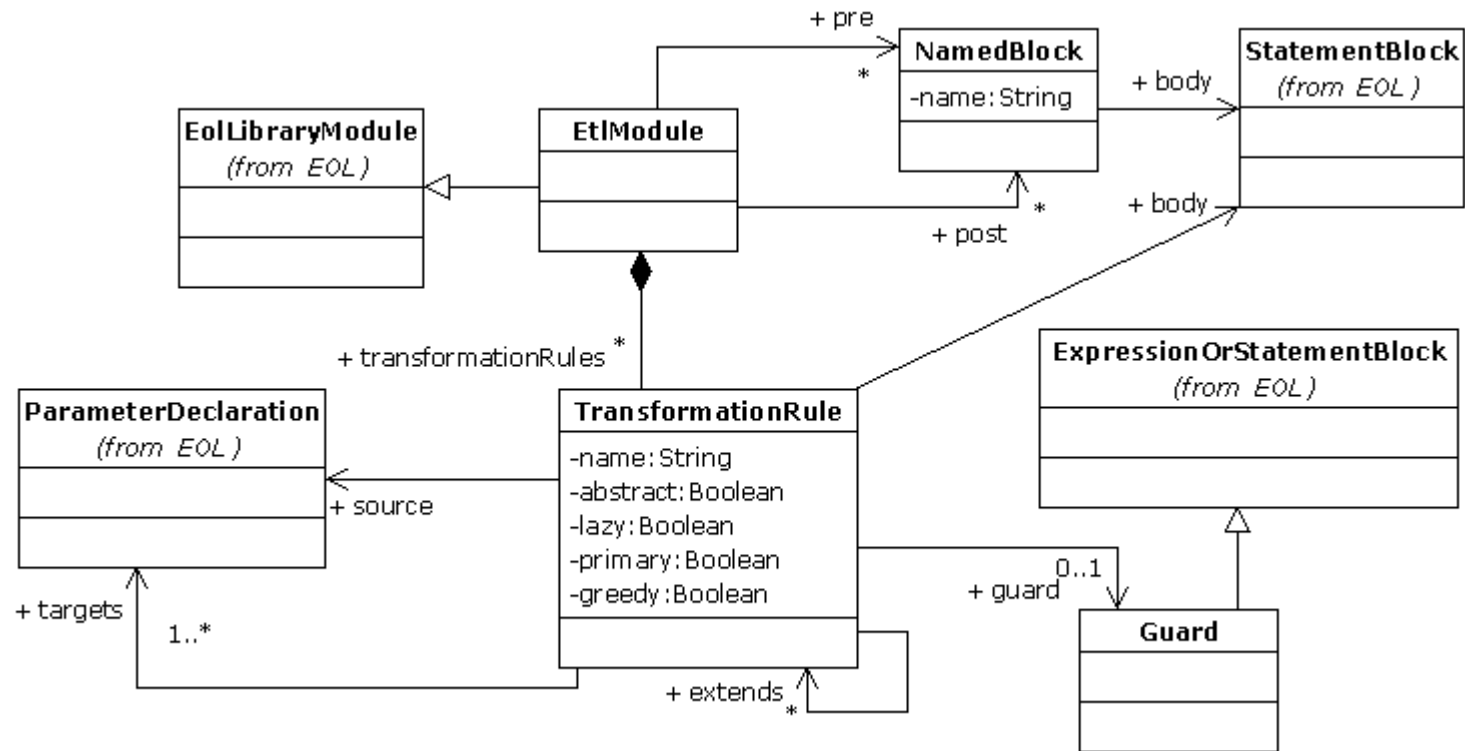 + pre
*
NamedBlock
-name:String
+ body
StatementBlock
(from EOL)
EolLibraryModule
(from EOL)
EtlModule
+ post
*
+ body
+ transformationRules
*
ExpressionOrStatementBlock
(from EOL)
ParameterDeclaration
(from EOL)
TransformationRule
-name:String
-abstract:Boolean
-lazy:Boolean
-primary:Boolean
-greedy:Boolean
+ source
+ targets
1..*
+ guard
0..1
Guard
+ extends
*